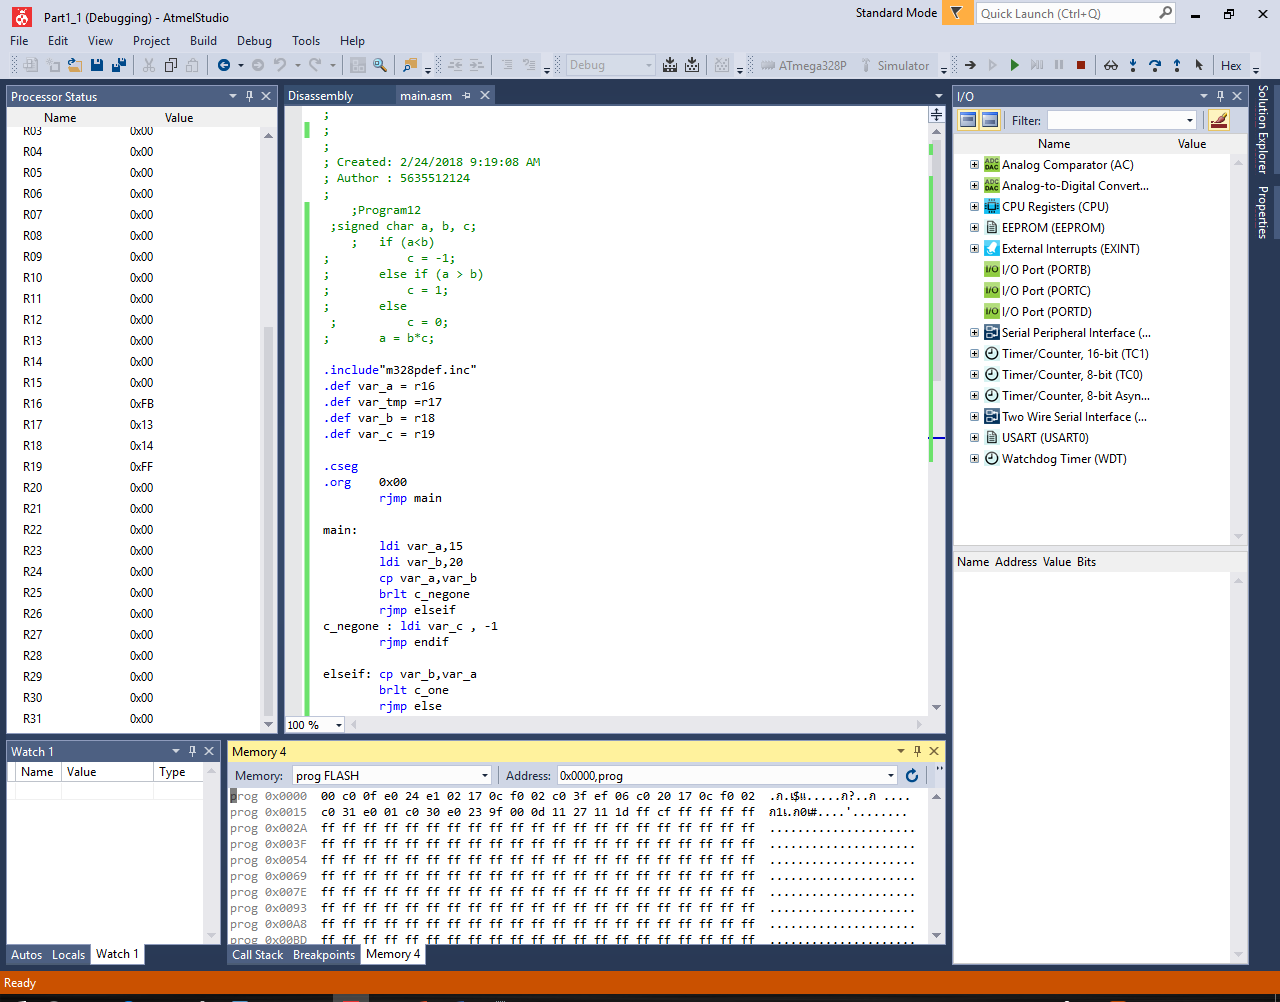 Part1_1 (Debugging) - AtmelStudio
Standard Mode
Quick Launch (Ctrl+Q)
File Edit View Project Build Debug Tools Help
Debug
ATmega328P
Simulator
Hex
Processor Status
Name Value
R03 0x00
R04 0x00
R05 0x00
R06 0x00
R07 0x00
R08 0x00
R09 0x00
R10 0x00
R11 0x00
R12 0x00
R13 0x00
R14 0x00
R15 0x00
R16 0xFB
R17 0x13
R18 0x14
R19 0xFF
R20 0x00
R21 0x00
R22 0x00
R23 0x00
R24 0x00
R25 0x00
R26 0x00
R27 0x00
R28 0x00
R29 0x00
R30 0x00
R31 0x00
Disassembly
main.asm
;
;
;
; Created: 2/24/2018 9:19:08 AM
; Author : 5635512124
;
;Program12
;signed char a, b, c;
; if (a<b)
; c = -1;
; else if (a > b)
; c = 1;
; else
; c = 0;
; a = b*c;
.include"m328pdef.inc"
.def var_a = r16
.def var_tmp =r17
.def var_b = r18
.def var_c = r19
.cseg
.org 0x00
rjmp main
main:
ldi var_a,15
ldi var_b,20
cp var_a,var_b
brlt c_negone
rjmp elseif
c_negone : ldi var_c , -1
rjmp endif
elseif: cp var_b,var_a
brlt c_one
rjmp else
100 %
I/O
Filter:
Name Value
Analog Comparator (AC)
Analog-to-Digital Convert...
CPU Registers (CPU)
EEPROM (EEPROM)
External Interrupts (EXINT)
I/O Port (PORTB)
I/O Port (PORTC)
I/O Port (PORTD)
Serial Peripheral Interface (...
Timer/Counter, 16-bit (TC1)
Timer/Counter, 8-bit (TC0)
Timer/Counter, 8-bit Asyn...
Two Wire Serial Interface (...
USART (USART0)
Watchdog Timer (WDT)
Name Address Value Bits
Solution Explorer
Properties
Watch 1
Name Value Type
Autos Locals Watch 1
Memory 4
Memory: prog FLASH Address: 0x0000,prog
prog 0x0000 00 c0 0f e0 24 e1 02 17 0c f0 02 c0 3f ef 06 c0 20 17 0c f0 02
prog 0x0015 c0 31 e0 01 c0 30 e0 23 9f 00 0d 11 27 11 1d ff cf ff ff ff ff
prog 0x002A ff ff ff ff ff ff ff ff ff ff ff ff ff ff ff ff ff ff ff ff ff .....................
prog 0x003F ff ff ff ff ff ff ff ff ff ff ff ff ff ff ff ff ff ff ff ff ff .....................
prog 0x0054 ff ff ff ff ff ff ff ff ff ff ff ff ff ff ff ff ff ff ff ff ff .....................
prog 0x0069 ff ff ff ff ff ff ff ff ff ff ff ff ff ff ff ff ff ff ff ff ff .....................
prog 0x007E ff ff ff ff ff ff ff ff ff ff ff ff ff ff ff ff ff ff ff ff ff .....................
prog 0x0093 ff ff ff ff ff ff ff ff ff ff ff ff ff ff ff ff ff ff ff ff ff .....................
prog 0x00A8 ff ff ff ff ff ff ff ff ff ff ff ff ff ff ff ff ff ff ff ff ff .....................
prog 0x00BD ff ff ff ff ff ff ff ff ff ff ff ff ff ff ff ff ff ff ff ff ff .....................
Call Stack Breakpoints Memory 4
Ready